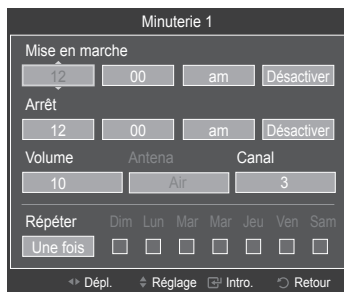 Minuterie 1
Mise en marche
12 00 am Désactiver
Arrêt
12 00 am Désactiver
Volume Antena Canal
10 Air 3
Répéter Dim Lun Mar Mar Jeu Ven Sam
Une fois
Dépl. Réglage Intro. Retour